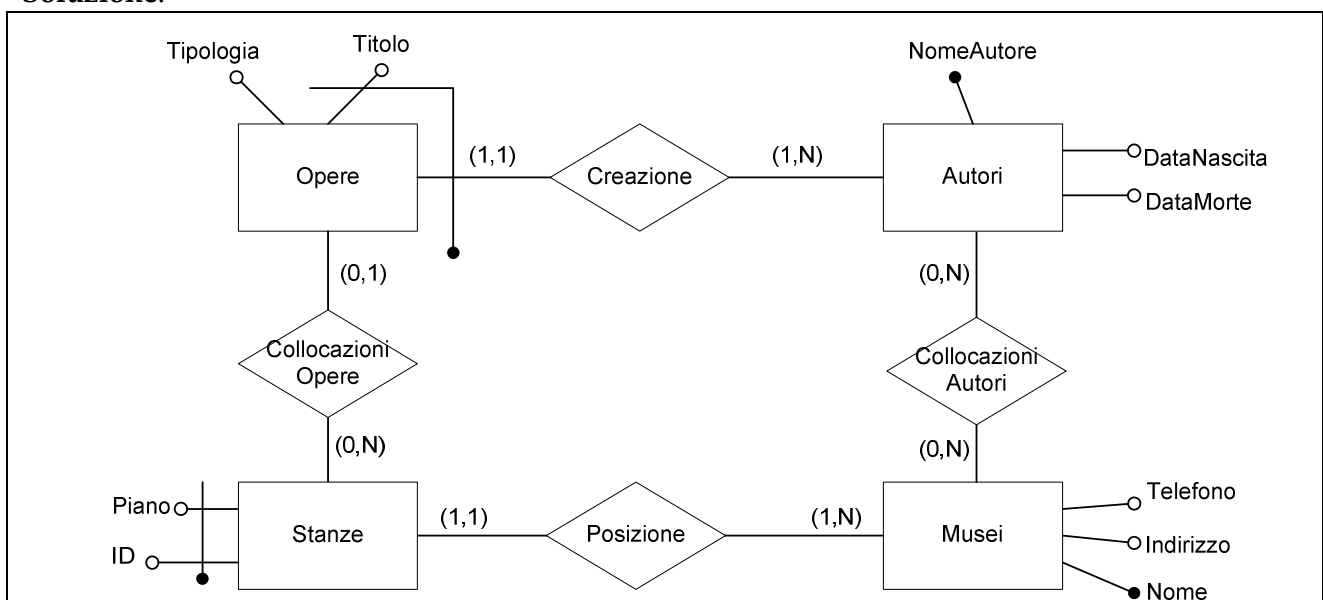 Soluzione.
Tipologia
Titolo
NomeAutore
Opere
(1,1)
Creazione
(1,N)
Autori
DataNascita
DataMorte
(0,1)
(0,N)
Collocazioni
Opere
Collocazioni
Autori
(0,N)
(0,N)
Piano
ID
Stanze
(1,1)
Posizione
(1,N)
Musei
Telefono
Indirizzo
Nome